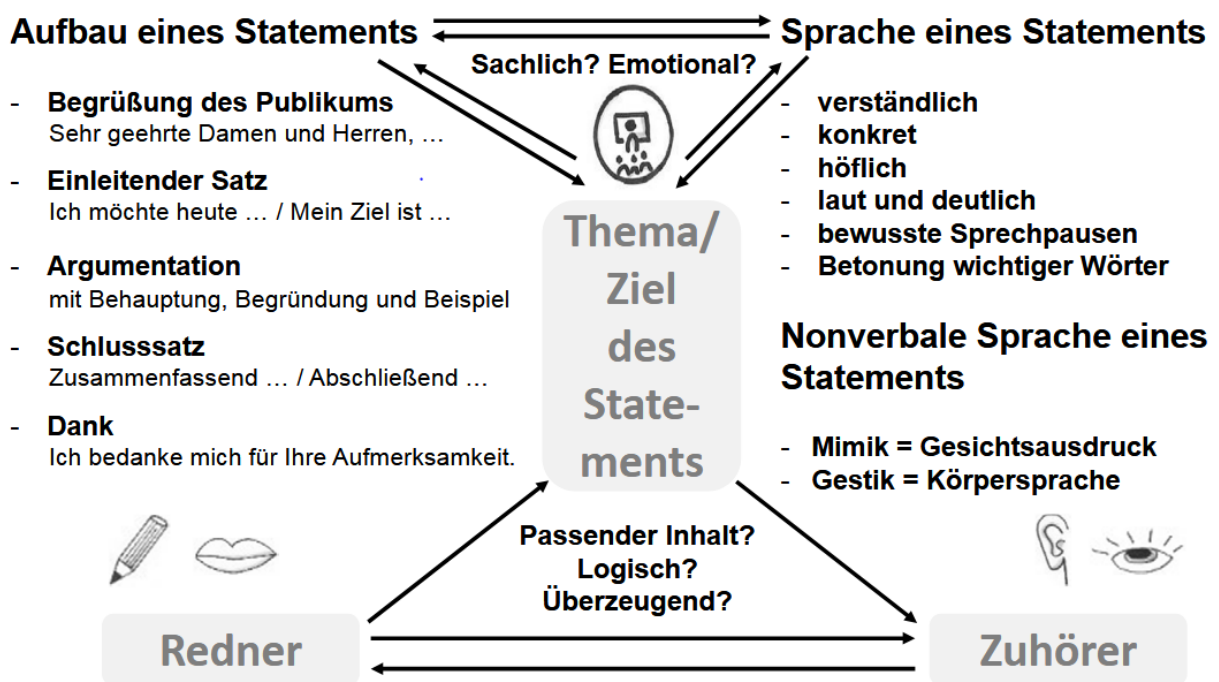 Aufbau eines Statements
- Begrüßung des Publikums
Sehr geehrte Damen und Herren, …
- Einleitender Satz
Ich möchte heute … / Mein Ziel ist …
- Argumentation
mit Behauptung, Begründung und Beispiel
- Schlusssatz
Zusammenfassend … / Abschließend …
- Dank
Ich bedanke mich für Ihre Aufmerksamkeit.
Sachlich? Emotional?
Thema/
Ziel
des
State-
ments
Sprache eines Statements
- verständlich
- konkret
- höflich
- laut und deutlich
- bewusste Sprechpausen
- Betonung wichtiger Wörter
Nonverbale Sprache eines
Statements
- Mimik = Gesichtsausdruck
- Gestik = Körpersprache
Passender Inhalt?
Logisch?
Überzeugend?
Redner
Zuhörer